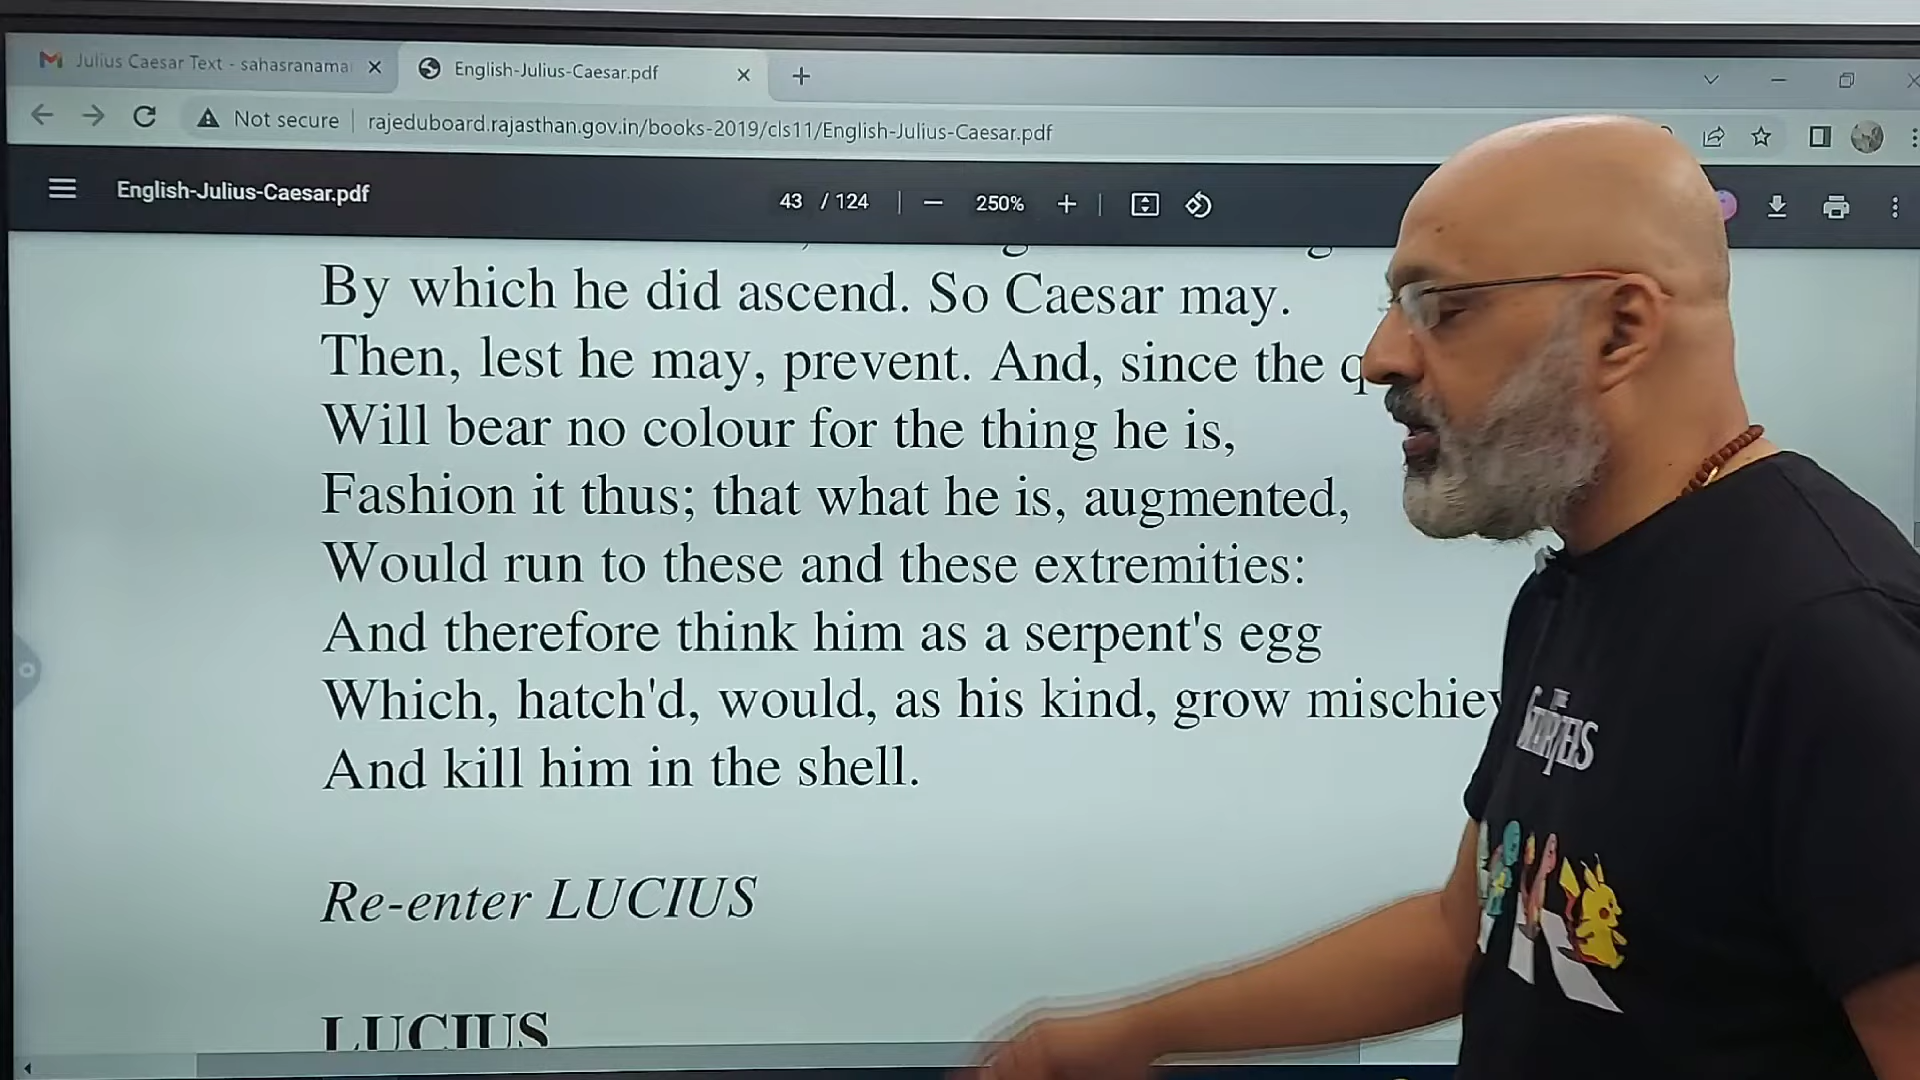 Julius Caesar Text - sahasranama
English-Julius-Caesar.pdf
Not secure
rajeduboard.rajasthan.gov.in/books-2019/cls11/English-Julius-Caesar.pdf
English-Julius-Caesar.pdf
43 / 124
250%
By which he did ascend. So Caesar may.
Then, lest he may, prevent. And, since the
Will bear no colour for the thing he is,
Fashion it thus; that what he is, augmented,
Would run to these and these extremities:
And therefore think him as a serpent's egg
Which, hatch'd, would, as his kind, grow
And kill him in the shell.
Re-enter LUCIUS
LUCIUS